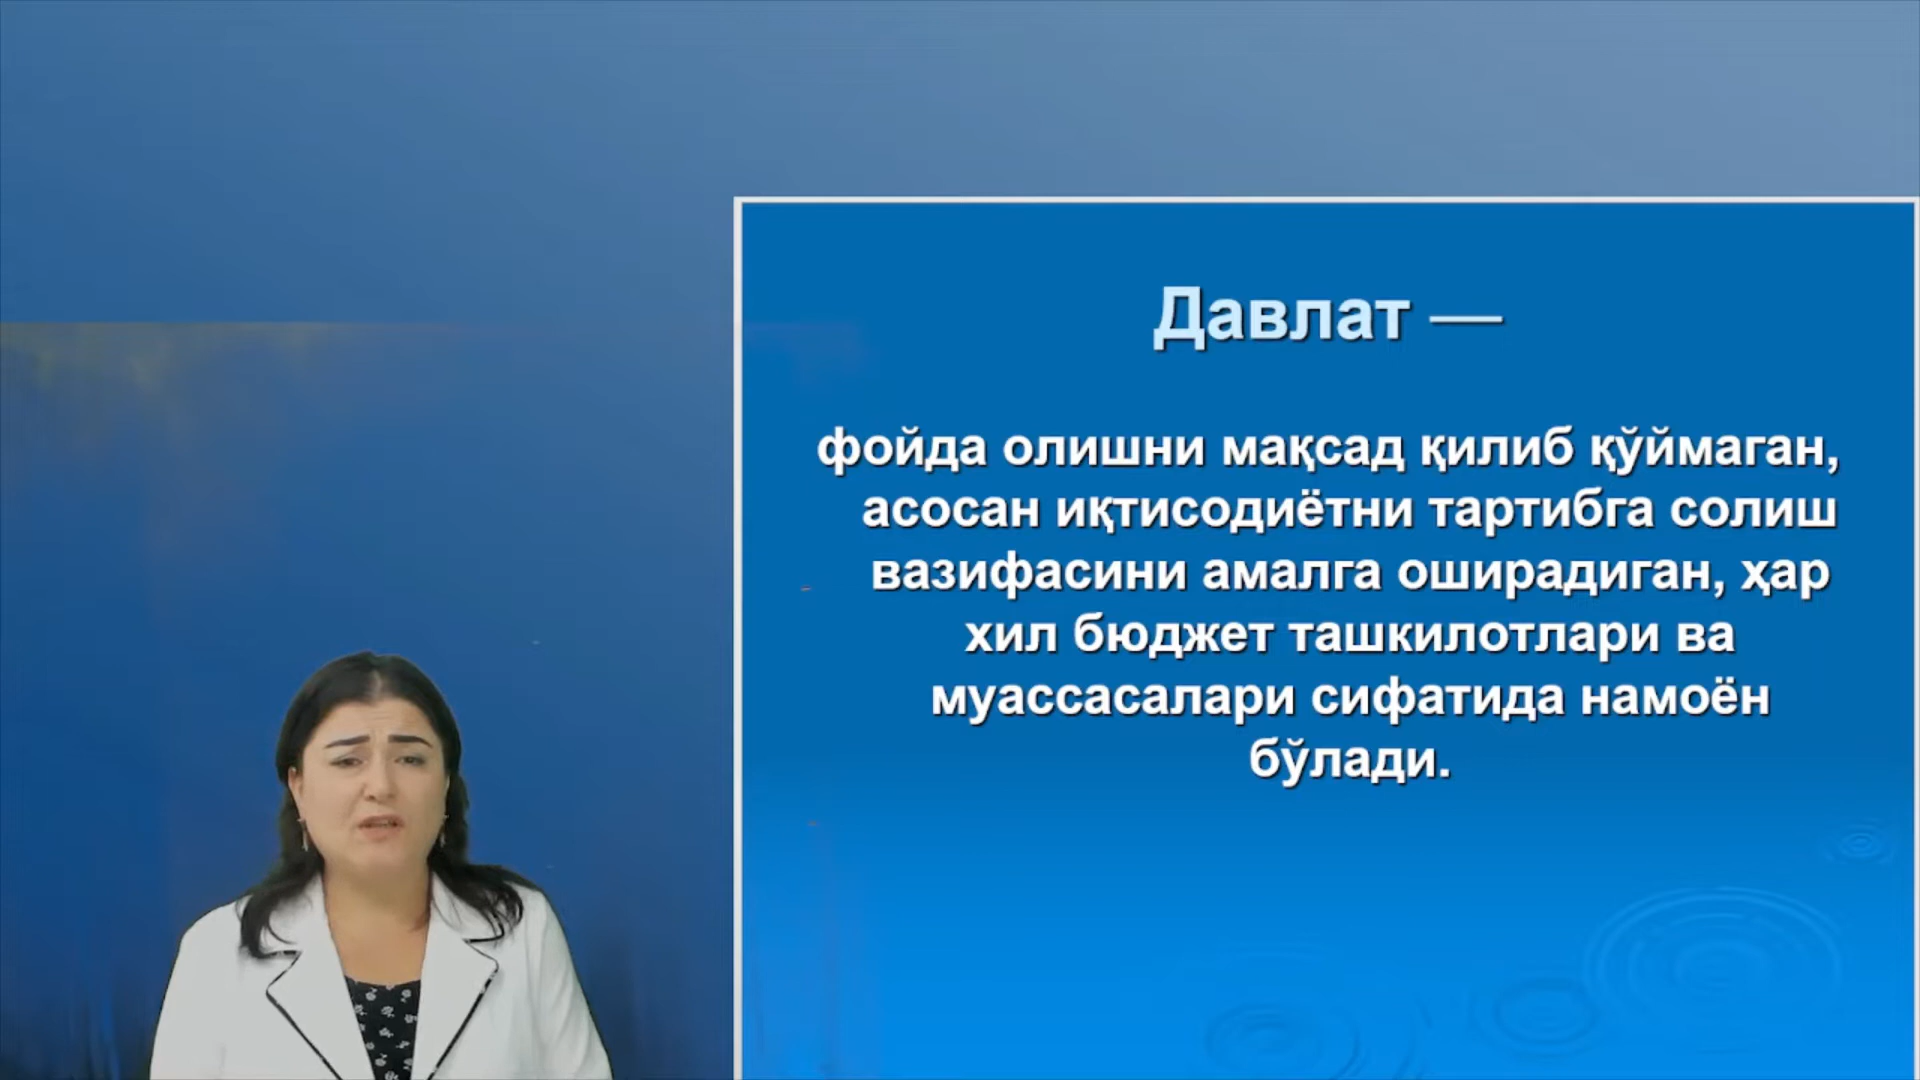 Давлат —
фойда олишни мақсад қилиб қўймаган,
асосан иқтисодиётни тартибга солиш
вазифасини амалга оширадиган, ҳар
хил бюджет ташкилотлари ва
муассасалари сифатида намоён
бўлади.